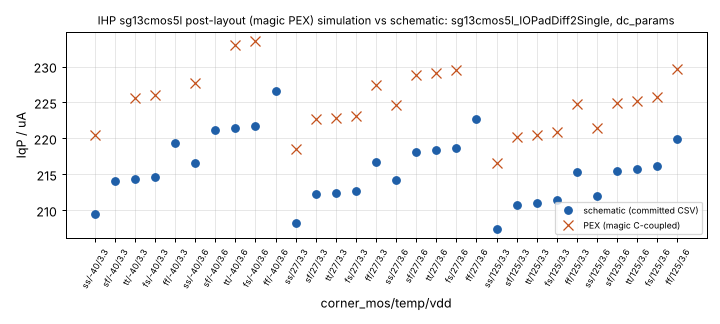 IHP sg13cmos5l post-layout (magic PEX) simulation vs schematic: sg13cmos5l_IOPadDiff2Single, dc_params
IqP / uA
230
225
220
215
210
schematic (committed CSV)
PEX (magic C-coupled)
ss/-40/3.3
sf/-40/3.3
tt/-40/3.3
fs/-40/3.3
ff/-40/3.3
ss/-40/3.6
sf/-40/3.6
tt/-40/3.6
fs/-40/3.6
ff/-40/3.6
ss/27/3.3
sf/27/3.3
tt/27/3.3
fs/27/3.3
ff/27/3.3
ss/27/3.6
sf/27/3.6
tt/27/3.6
fs/27/3.6
ff/27/3.6
ss/125/3.3
sf/125/3.3
tt/125/3.3
fs/125/3.3
ff/125/3.3
ss/125/3.6
sf/125/3.6
tt/125/3.6
fs/125/3.6
ff/125/3.6
corner_mos/temp/vdd